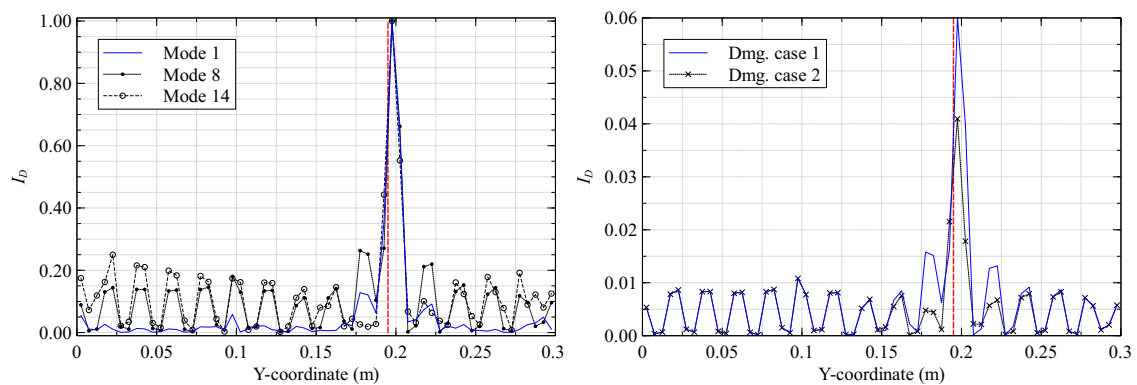 1.00
0.80
0.60
0.40
0.20
0.00
I_D
Mode 1
Mode 8
Mode 14
0 0.05 0.1 0.15 0.2 0.25 0.3
Y-coordinate (m)
0.06
0.05
0.04
0.03
0.02
0.01
0.00
I_D
Dmg. case 1
Dmg. case 2
0 0.05 0.1 0.15 0.2 0.25 0.3
Y-coordinate (m)